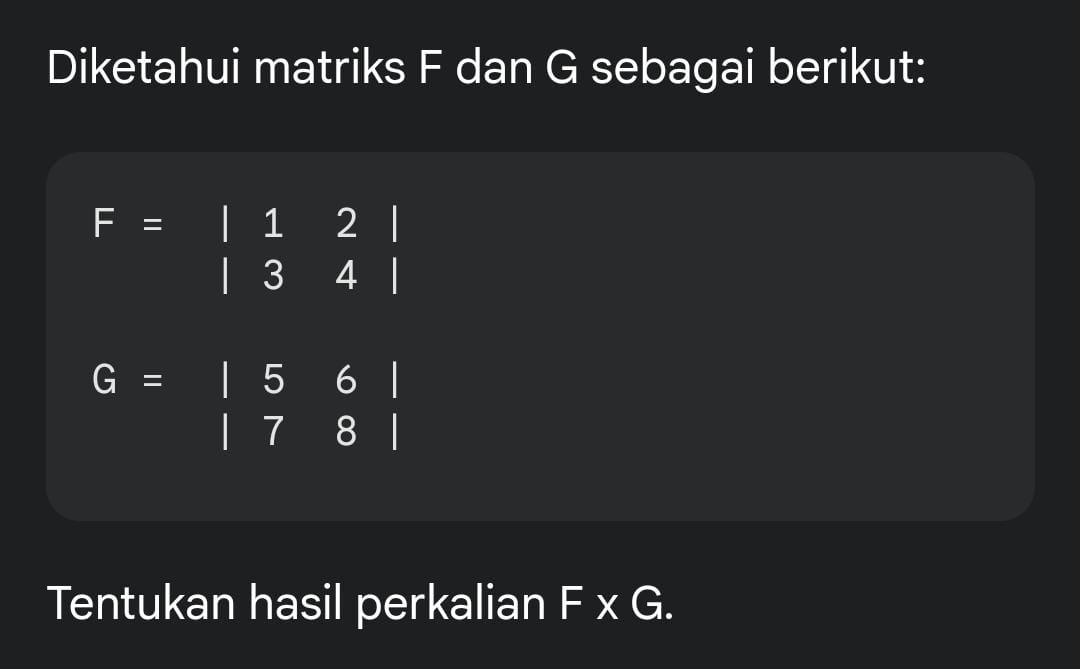 Diketahui matriks F dan G sebagai berikut:
F = | 1 2 |
| 3 4 |
G = | 5 6 |
| 7 8 |
Tentukan hasil perkalian F x G.